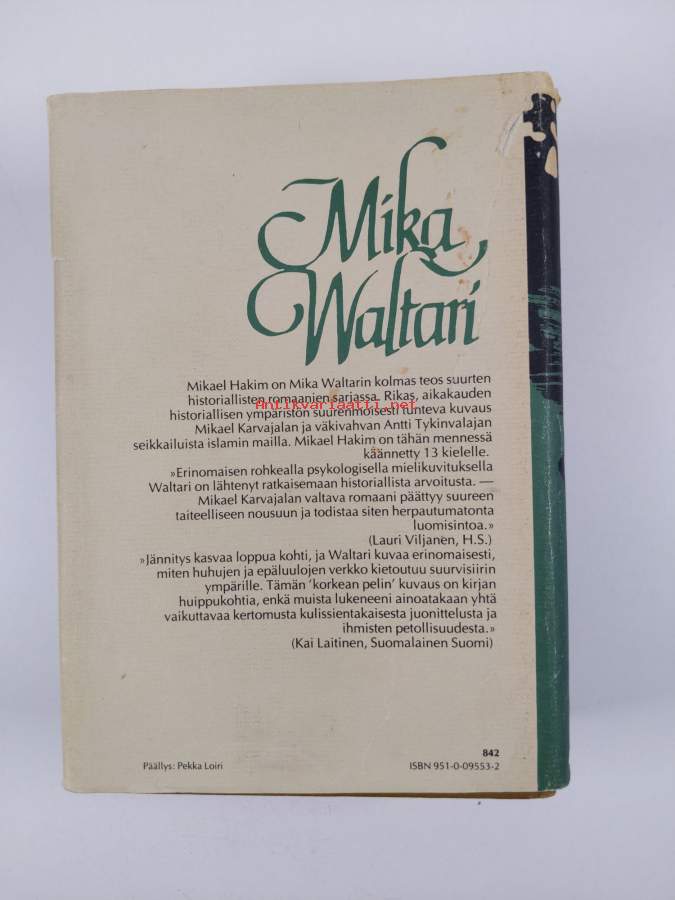 Mika
Waltari
Mikael Hakim on Mika Waltarin kolmas teos suurten
historiallisten romaanien sarjassa. Rikas, aikakauden
Antikvariaatti.net
historiallisen ympäristön suurenmoisesti tunteva kuvaus
Mikael Karvajalan ja väkivahvan Antti Tykinvalajan
seikkailuista islamin mailla. Mikael Hakim on tähän mennessä
käännetty 13 kielelle.
»Erinomaisen rohkealla psykologisella mielikuvituksella
Waltari on lähtenyt ratkaisemaan historiallista arvoitusta. —
Mikael Karvajalan valtava romaani päättyy suureen
taiteelliseen nousuun ja todistaa siten herpautumatonta
luomisintoa.»
(Lauri Viljanen, H.S.)
»Jännitys kasvaa loppua kohti, ja Waltari kuvaa erinomaisesti,
miten huhujen ja epäluulojen verkko kietoutuu suurvisiirin
ympärille. Tämän 'korkean pelin' kuvaus on kirjan
huippukohtia, enkä muista lukeneeni ainoatakaan yhtä
vaikuttavaa kertomusta kulissientakaisesta juonittelusta ja
ihmisten petollisuudesta.»
(Kai Laitinen, Suomalainen Suomi)
842
Päällys: Pekka Loiri
ISBN 951-0-09553-2